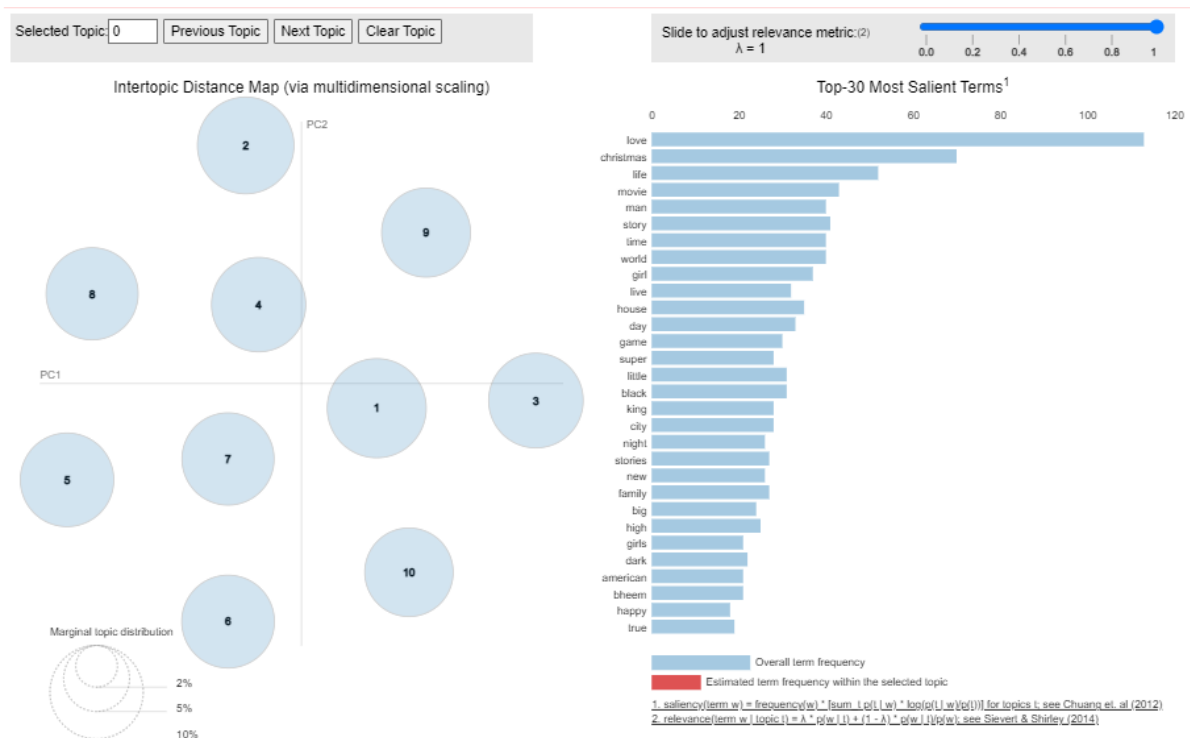 Selected Topic: 0 Previous Topic Next Topic Clear Topic
Slide to adjust relevance metric:(2)
λ = 1
0.0 0.2 0.4 0.6 0.8 1
Intertopic Distance Map (via multidimensional scaling)
PC2
PC1
2
9
8
4
1
3
7
5
10
6
Marginal topic distribution
2%
5%
10%
Top-30 Most Salient Terms1
0 20 40 60 80 100 120
love
christmas
life
movie
man
story
time
world
girl
live
house
day
game
super
little
black
king
city
night
stories
new
family
big
high
girls
dark
american
bheem
happy
true
Overall term frequency
Estimated term frequency within the selected topic
1. saliency(term w) = frequency(w) * [sum_t p(t | w) * log(p(t | w)/p(t))] for topics t; see Chuang et. al (2012)
2. relevance(term w | topic t) = λ * p(w | t) + (1 - λ) * p(w | t)/p(w); see Sievert & Shirley (2014)